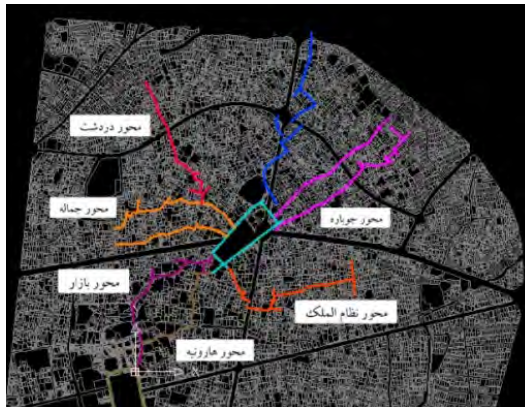 محور دردشت
محور جماله
محور جوباره
محور بازار
محور نظام الملک
محور هارونیه